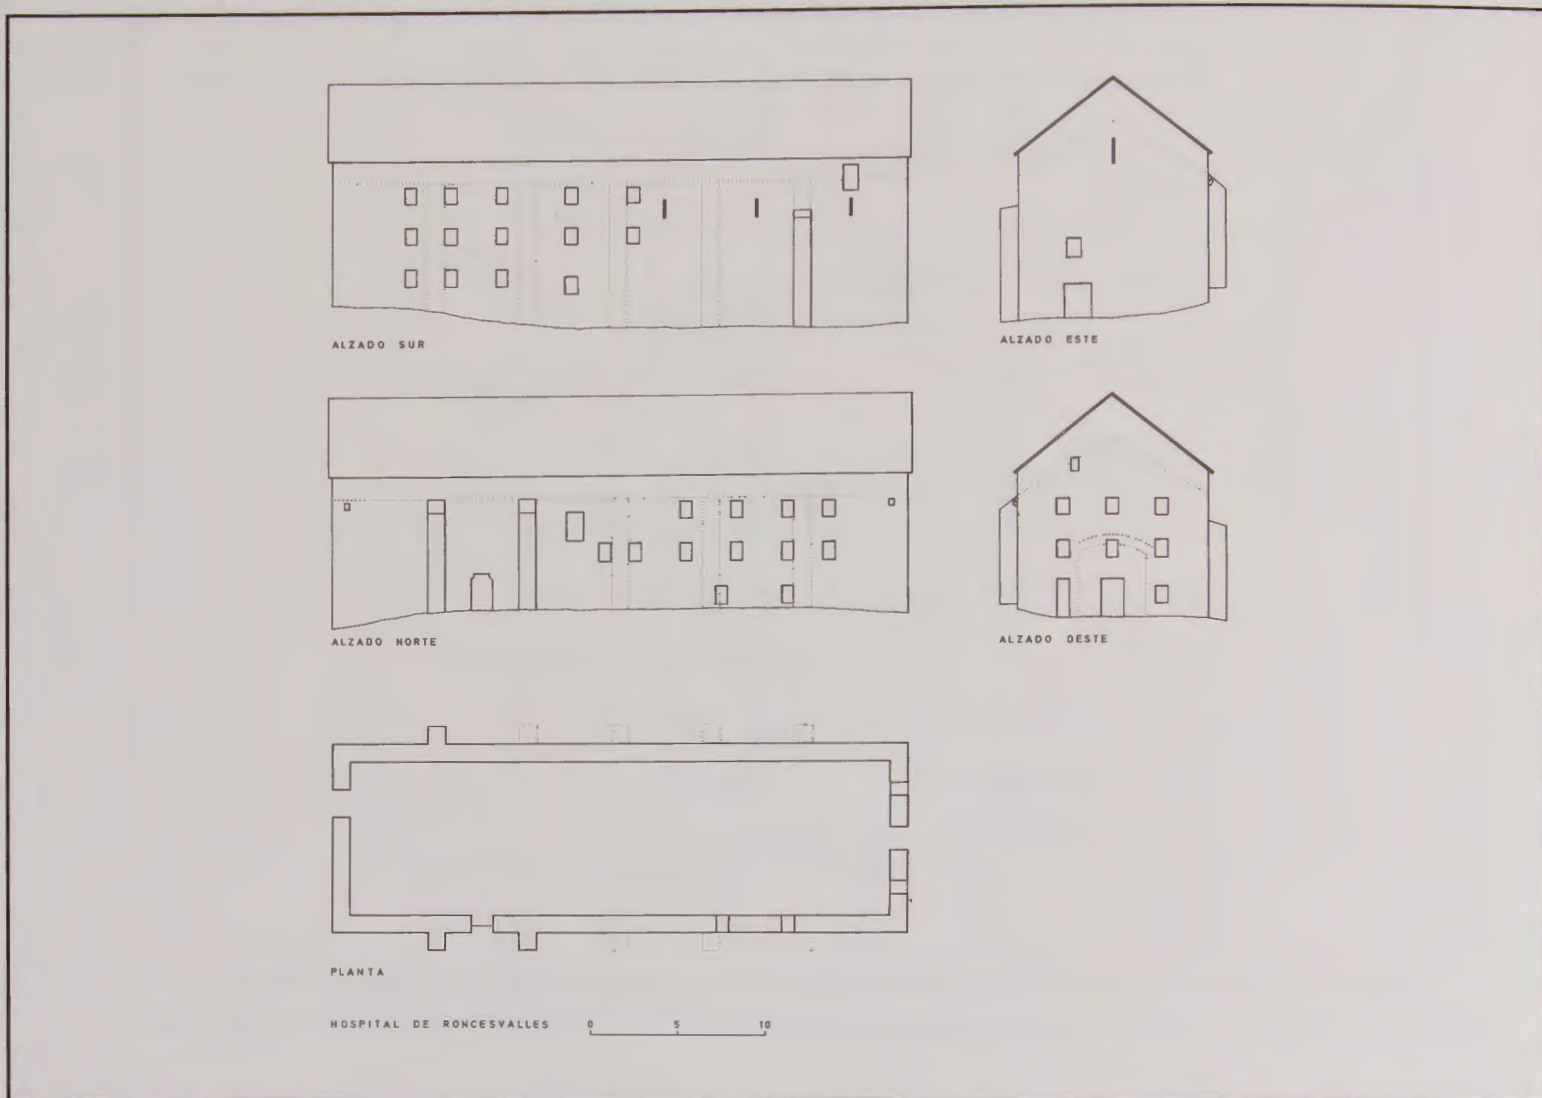 ALZADO SUR
ALZADO ESTE
ALZADO NORTE
ALZADO OESTE
PLANTA
HOSPITAL DE RONCESVALLES 0 5 10